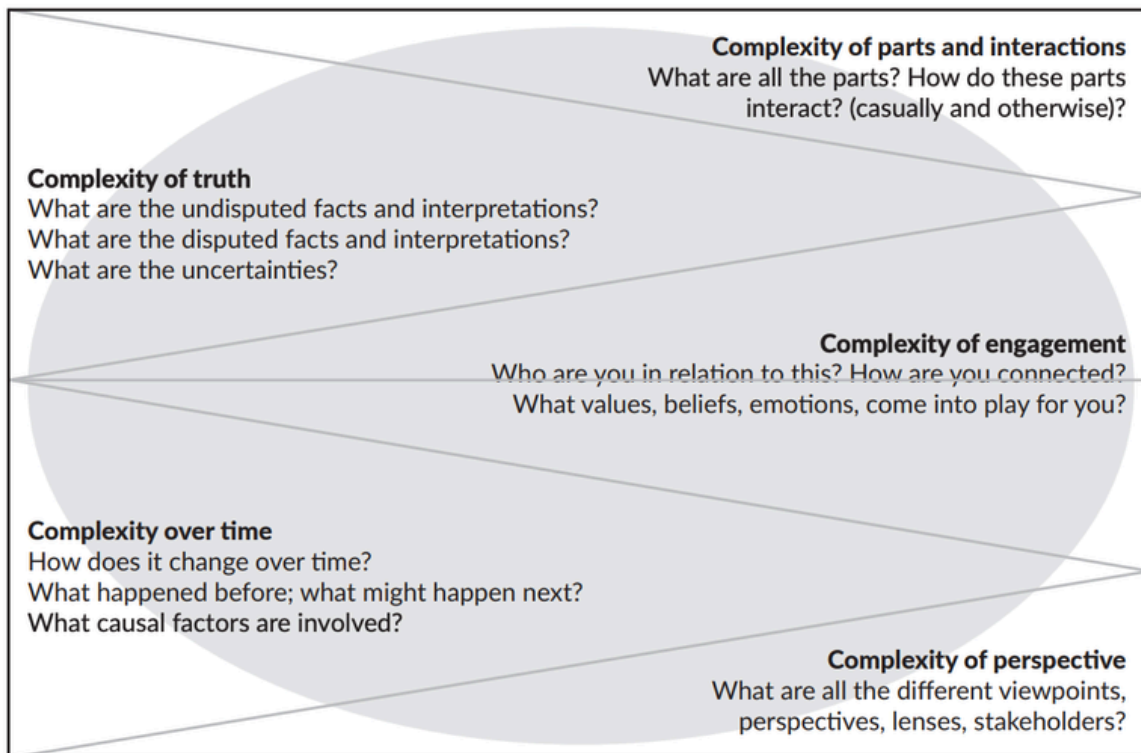 Complexity of parts and interactions
What are all the parts? How do these parts
interact? (casually and otherwise)?
Complexity of truth
What are the undisputed facts and interpretations?
What are the disputed facts and interpretations?
What are the uncertainties?
Complexity of engagement
Who are you in relation to this? How are you connected?
What values, beliefs, emotions, come into play for you?
Complexity over time
How does it change over time?
What happened before; what might happen next?
What causal factors are involved?
Complexity of perspective
What are all the different viewpoints,
perspectives, lenses, stakeholders?